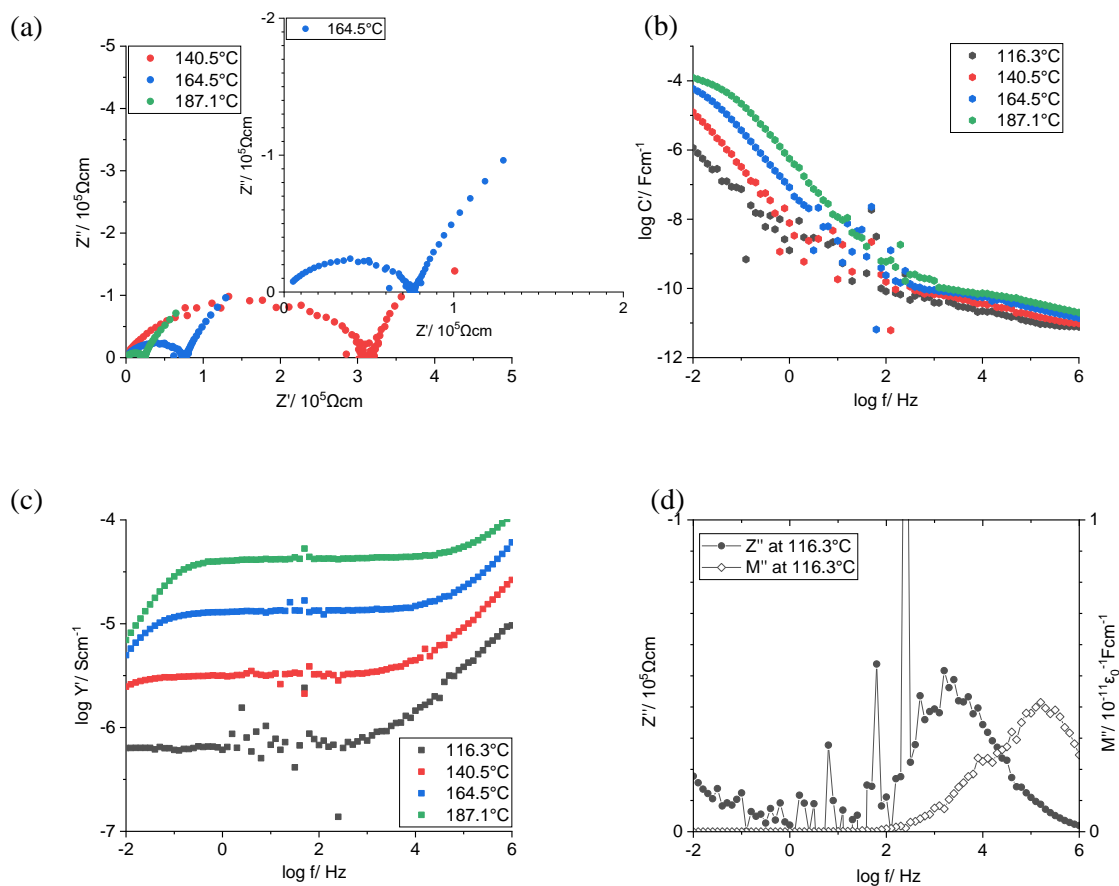 (a)
140.5°C
164.5°C
187.1°C
Z''/ 10⁵Ωcm
-5
-4
-3
-2
-1
0
0 1 2 3 4 5
Z'/ 10⁵Ωcm
164.5°C
Z''/ 10⁵Ωcm
-2
-1
0
0 1 2
Z'/ 10⁵Ωcm
(b)
116.3°C
140.5°C
164.5°C
187.1°C
log C'/ Fcm⁻¹
-4
-6
-8
-10
-12
-2 0 2 4 6
log f/ Hz
(c)
log Y'/ Scm⁻¹
-4
-5
-6
-7
116.3°C
140.5°C
164.5°C
187.1°C
-2 0 2 4 6
log f/ Hz
(d)
Z'' at 116.3°C
M'' at 116.3°C
Z''/ 10⁵Ωcm
-1
0
1
0
M''/ 10⁻¹¹ε₀⁻¹Fcm⁻¹
-2 0 2 4 6
log f/ Hz